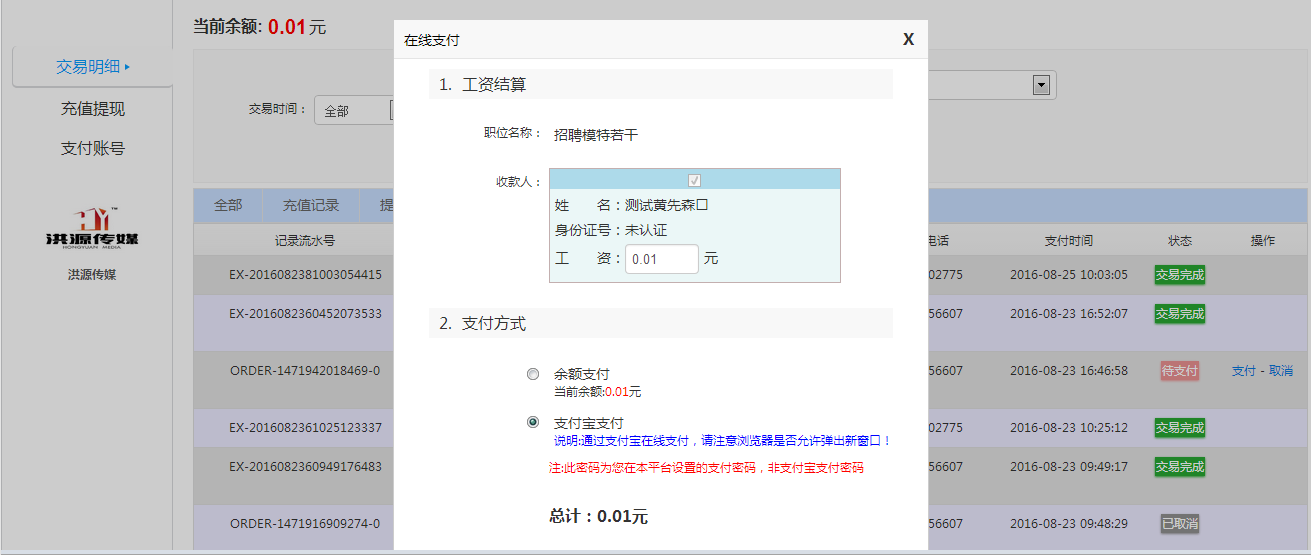 当前余额: 0.01元
交易明细
充值提现
支付账号
洪源传媒
HONGYUAN MEDIA
洪源传媒
交易时间：
全部
全部
充值记录
提
记录流水号
电话
支付时间
状态
操作
EX-2016082381003054415
02775
2016-08-25 10:03:05
交易完成
EX-2016082360452073533
56607
2016-08-23 16:52:07
交易完成
ORDER-1471942018469-0
56607
2016-08-23 16:46:58
待支付
支付 - 取消
EX-2016082361025123337
02775
2016-08-23 10:25:12
交易完成
EX-2016082360949176483
56607
2016-08-23 09:49:17
交易完成
ORDER-1471916909274-0
56607
2016-08-23 09:48:29
已取消
在线支付
X
1. 工资结算
职位名称： 招聘模特若干
收款人：
姓 名：测试黄先森口
身份证号：未认证
工 资：0.01 元
2. 支付方式
余额支付
当前余额:0.01元
支付宝支付
说明:通过支付宝在线支付，请注意浏览器是否允许弹出新窗口！
注:此密码为您在本平台设置的支付密码，非支付宝支付密码
总计：0.01元